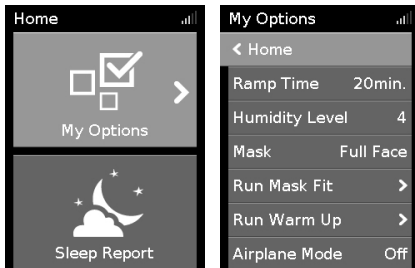 Home
My Options
Sleep Report
My Options
Home
Ramp Time 20min.
Humidity Level 4
Mask Full Face
Run Mask Fit
Run Warm Up
Airplane Mode Off